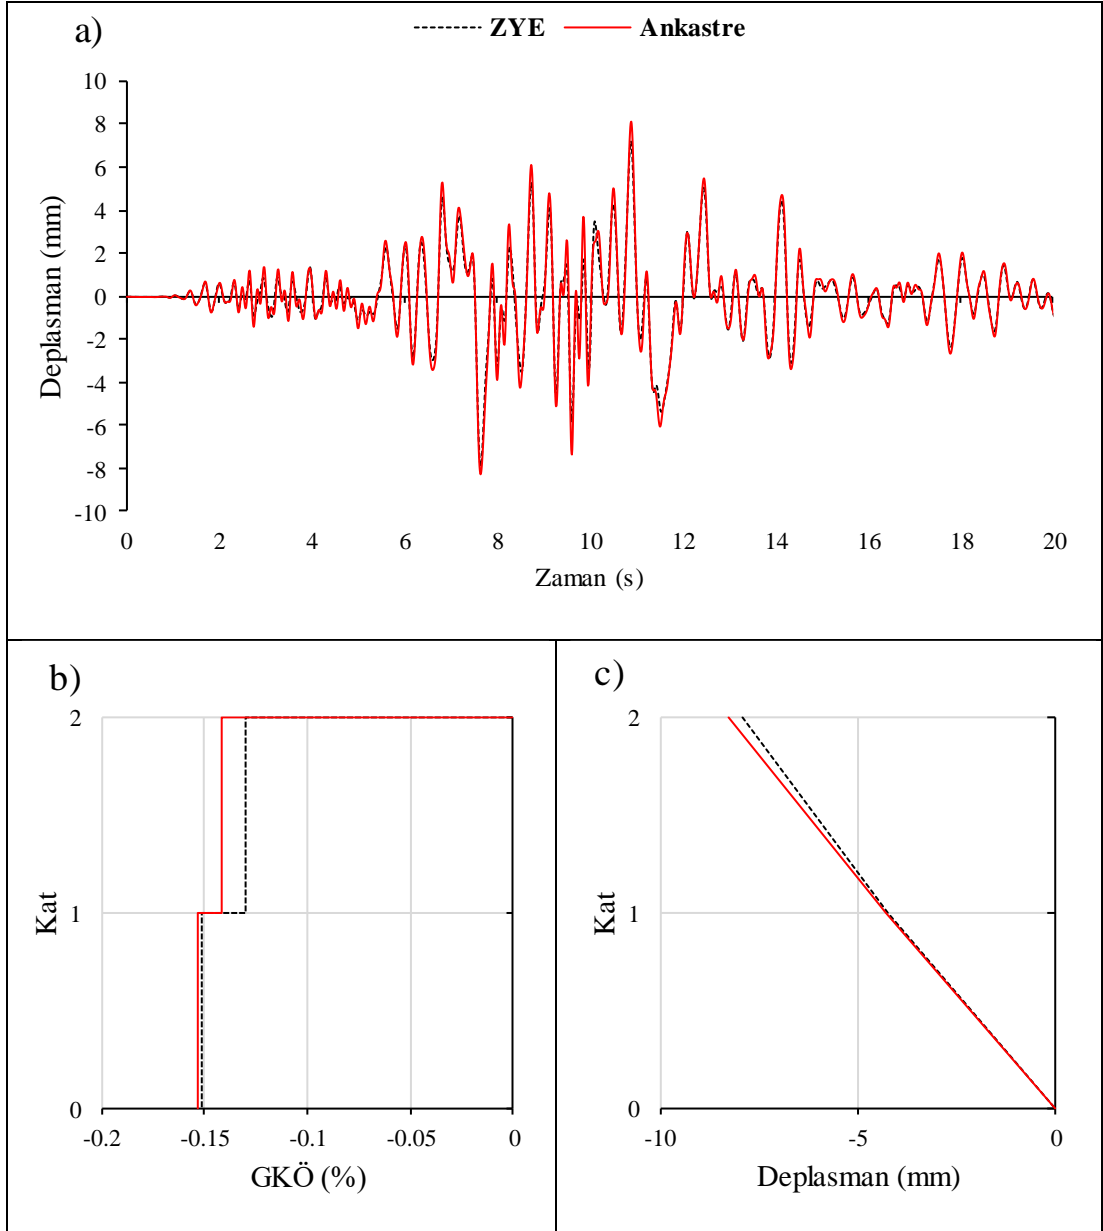 a)
ZYE Ankastre
10
8
6
4
2
0
-2
-4
-6
-8
-10
Deplasman (mm)
0 2 4 6 8 10 12 14 16 18 20
Zaman (s)
b)
2
1
0
Kat
-0.2 -0.15 -0.1 -0.05 0
GKÖ (%)
c)
2
1
0
Kat
-10 -5 0
Deplasman (mm)